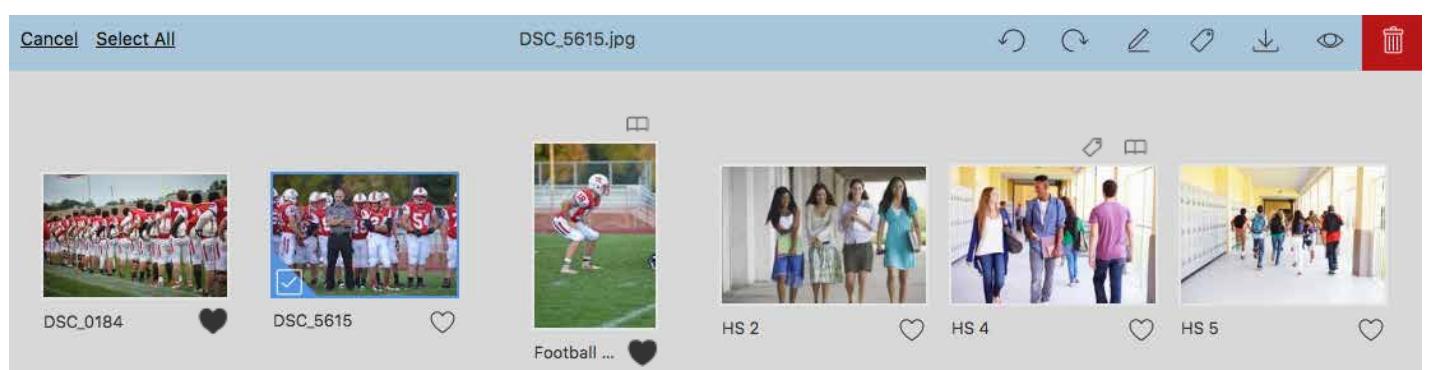 Cancel Select All DSC_5615.jpg
DSC_0184
DSC_5615
Football ...
HS 2
HS 4
HS 5